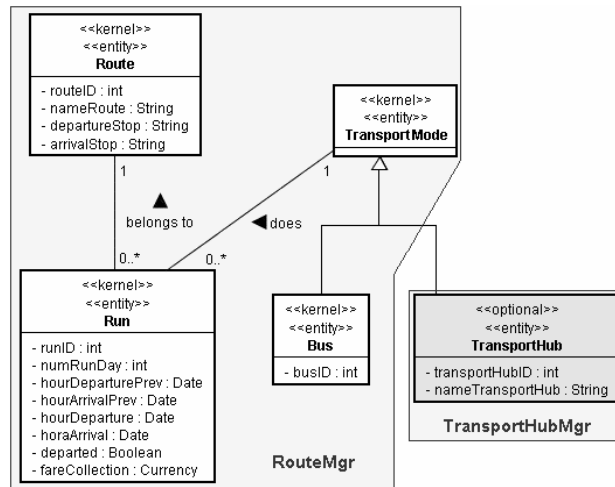 <<kernel>>
<<entity>>
Route
- routeID : int
- nameRoute : String
- departureStop : String
- arrivalStop : String
<<kernel>>
<<entity>>
TransportMode
1
1
belongs to
does
0..*
0..*
<<kernel>>
<<entity>>
Run
- runID : int
- numRunDay : int
- hourDeparturePrev : Date
- hourArrivalPrev : Date
- hourDeparture : Date
- horaArrival : Date
- departed : Boolean
- fareCollection : Currency
<<kernel>>
<<entity>>
Bus
- busID : int
<<optional>>
<<entity>>
TransportHub
- transportHubID : int
- nameTransportHub : String
TransportHubMgr
RouteMgr